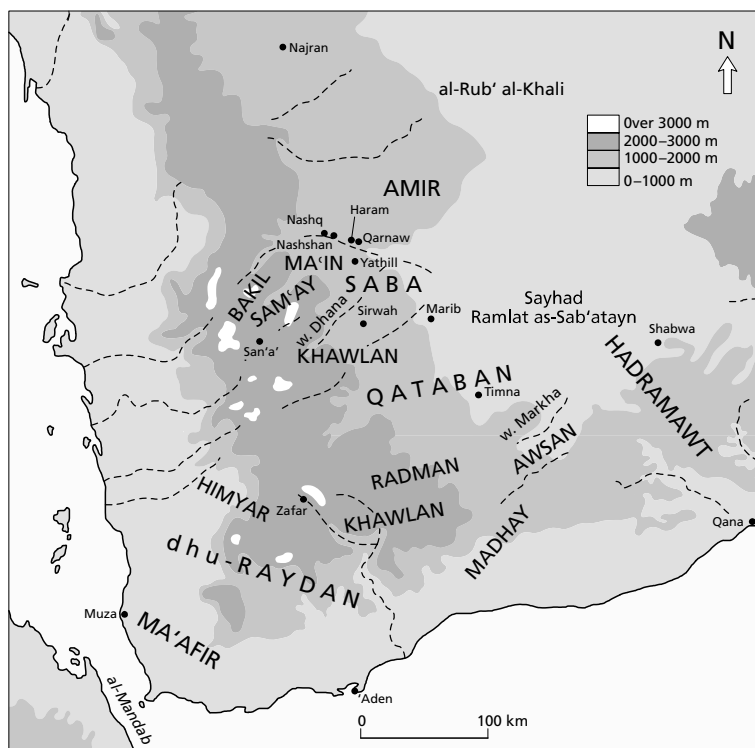 Najran
N
al-Rub‘ al-Khali
0ver 3000 m
2000–3000 m
1000–2000 m
0–1000 m
AMIR
Haram
Nashq
Nashshan
Qarnaw
MA‘IN
Yathill
BAKIL
SAM‘AY
SABA
w. Dhana
Sirwah
Marib
Sayhad
Ramlat as-Sab‘atayn
San‘a’
KHAWLAN
Shabwa
HADRAMAWT
QATABAN
Timna
w. Markha
AWSAN
RADMAN
HIMYAR
Zafar
KHAWLAN
MADHAY
Qana
dhu-RAYDAN
Muza
MA‘AFIR
al-Mandab
‘Aden
0
100 km